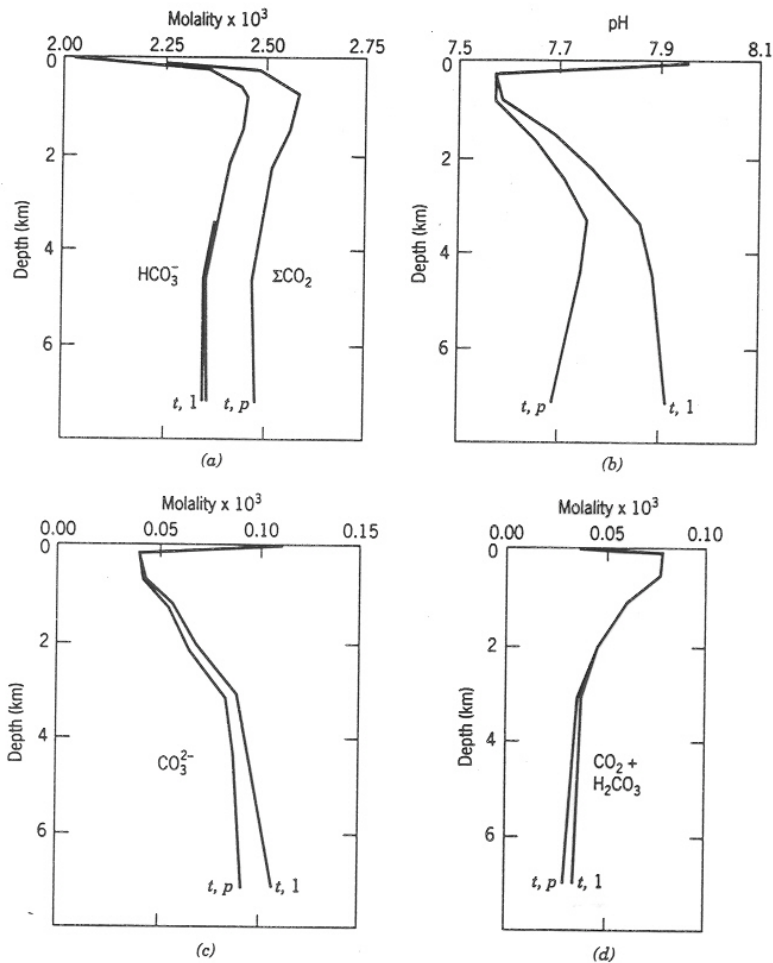 Molality x 10³
2.00 2.25 2.50 2.75
0
2
4
6
Depth (km)
HCO₃⁻ ΣCO₂
t, 1 t, p
(a)
pH
7.5 7.7 7.9 8.1
0
2
4
6
Depth (km)
t, p t, 1
(b)
Molality x 10³
0.00 0.05 0.10 0.15
0
2
4
6
Depth (km)
CO₃²⁻
t, p t, 1
(c)
Molality x 10³
0.00 0.05 0.10
0
2
4
6
Depth (km)
CO₂ +
H₂CO₃
t, p t, 1
(d)